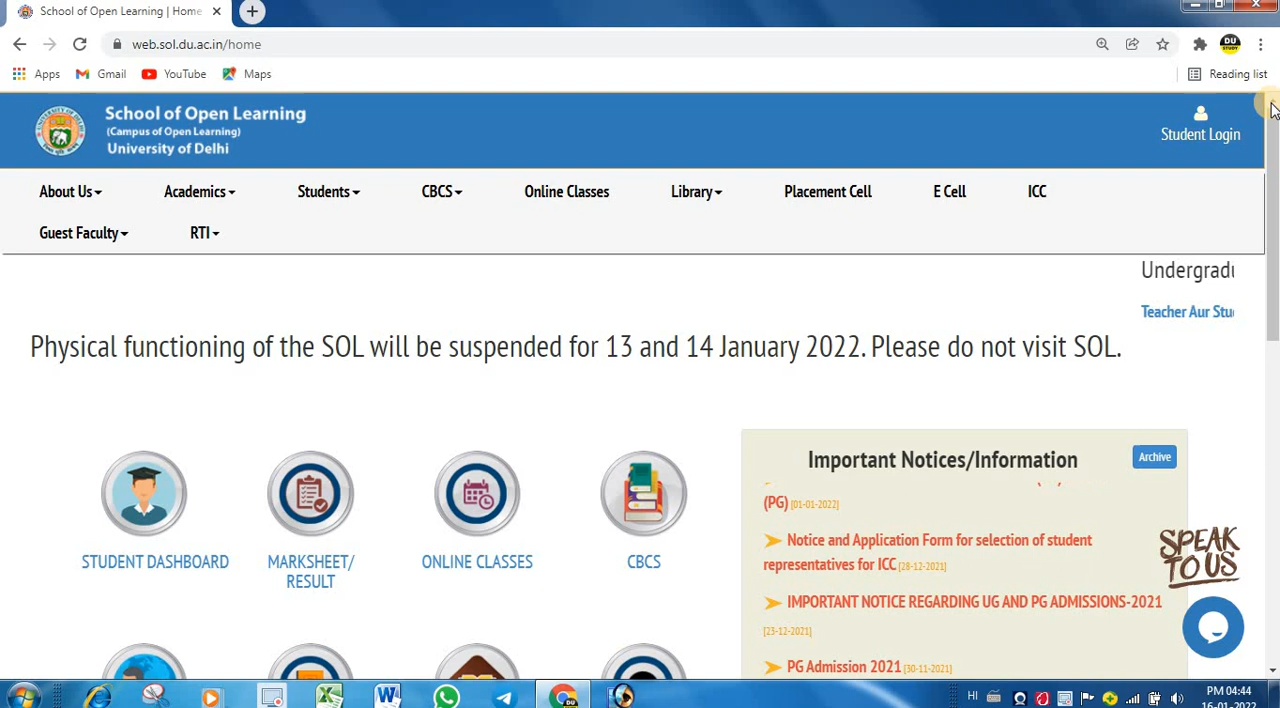 School of Open Learning | Home
web.sol.du.ac.in/home
DU
STUDY
Apps
Gmail
YouTube
Maps
Reading list
School of Open Learning
(Campus of Open Learning)
University of Delhi
Student Login
About Us
Academics
Students
CBCS
Online Classes
Library
Placement Cell
E Cell
ICC
Guest Faculty
RTI
Undergradu
Teacher Aur Stu
Physical functioning of the SOL will be suspended for 13 and 14 January 2022. Please do not visit SOL.
STUDENT DASHBOARD
MARKSHEET/
RESULT
ONLINE CLASSES
CBCS
Important Notices/Information
Archive
(PG) [01-01-2022]
Notice and Application Form for selection of student
representatives for ICC [28-12-2021]
IMPORTANT NOTICE REGARDING UG AND PG ADMISSIONS-2021
[23-12-2021]
PG Admission 2021 [30-11-2021]
SPEAK
TO US
HI
PM 04:44
16-01-2022